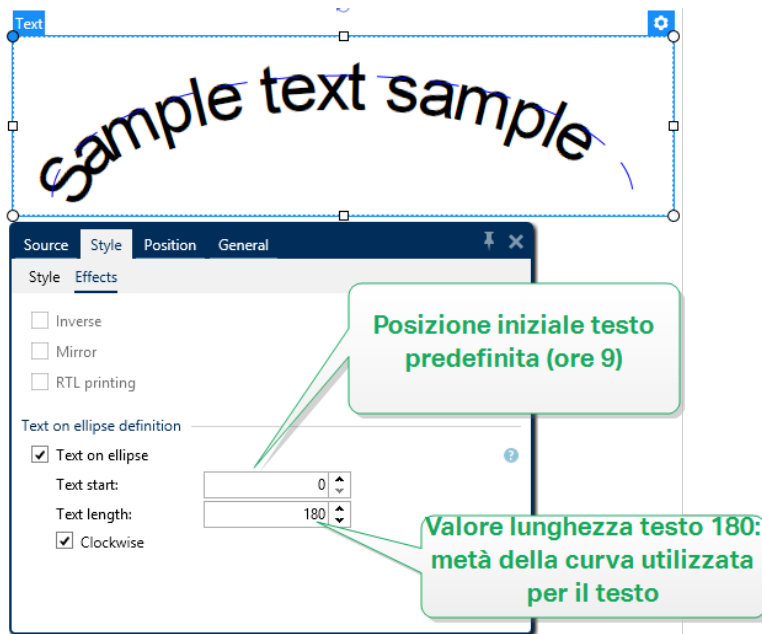 Text
Sample text sample
Source Style Position General
Style Effects
Inverse
Mirror
RTL printing
Posizione iniziale testo
predefinita (ore 9)
Text on ellipse definition
Text on ellipse
Text start: 0
Text length: 180
Clockwise
Valore lunghezza testo 180:
metà della curva utilizzata
per il testo